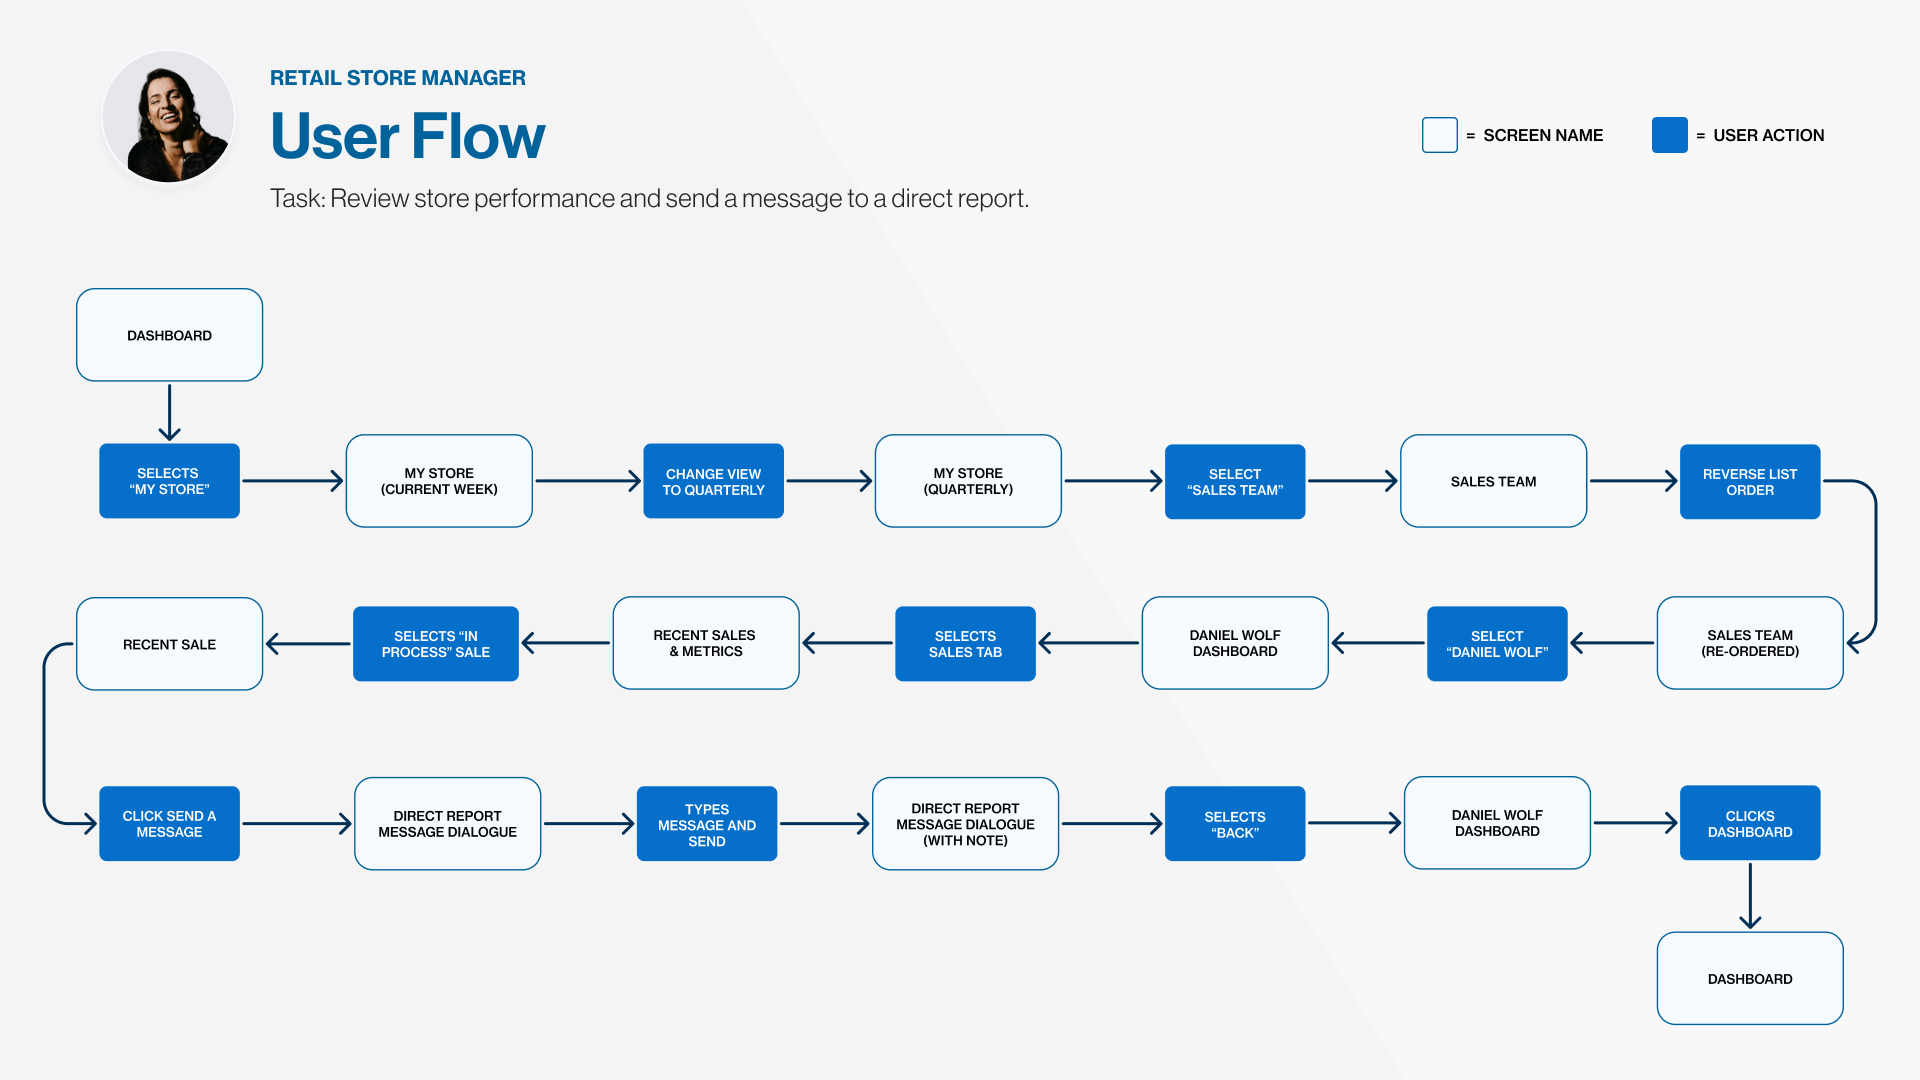 RETAIL STORE MANAGER
User Flow
Task: Review store performance and send a message to a direct report.
= SCREEN NAME
= USER ACTION
DASHBOARD
SELECTS
“MY STORE”
MY STORE
(CURRENT WEEK)
CHANGE VIEW
TO QUARTERLY
MY STORE
(QUARTERLY)
SELECT
“SALES TEAM”
SALES TEAM
REVERSE LIST
ORDER
SALES TEAM
(RE-ORDERED)
SELECT
“DANIEL WOLF”
DANIEL WOLF
DASHBOARD
SELECTS
SALES TAB
RECENT SALES
& METRICS
SELECTS “IN
PROCESS” SALE
RECENT SALE
CLICK SEND A
MESSAGE
DIRECT REPORT
MESSAGE DIALOGUE
TYPES
MESSAGE AND
SEND
DIRECT REPORT
MESSAGE DIALOGUE
(WITH NOTE)
SELECTS
“BACK”
DANIEL WOLF
DASHBOARD
CLICKS
DASHBOARD
DASHBOARD